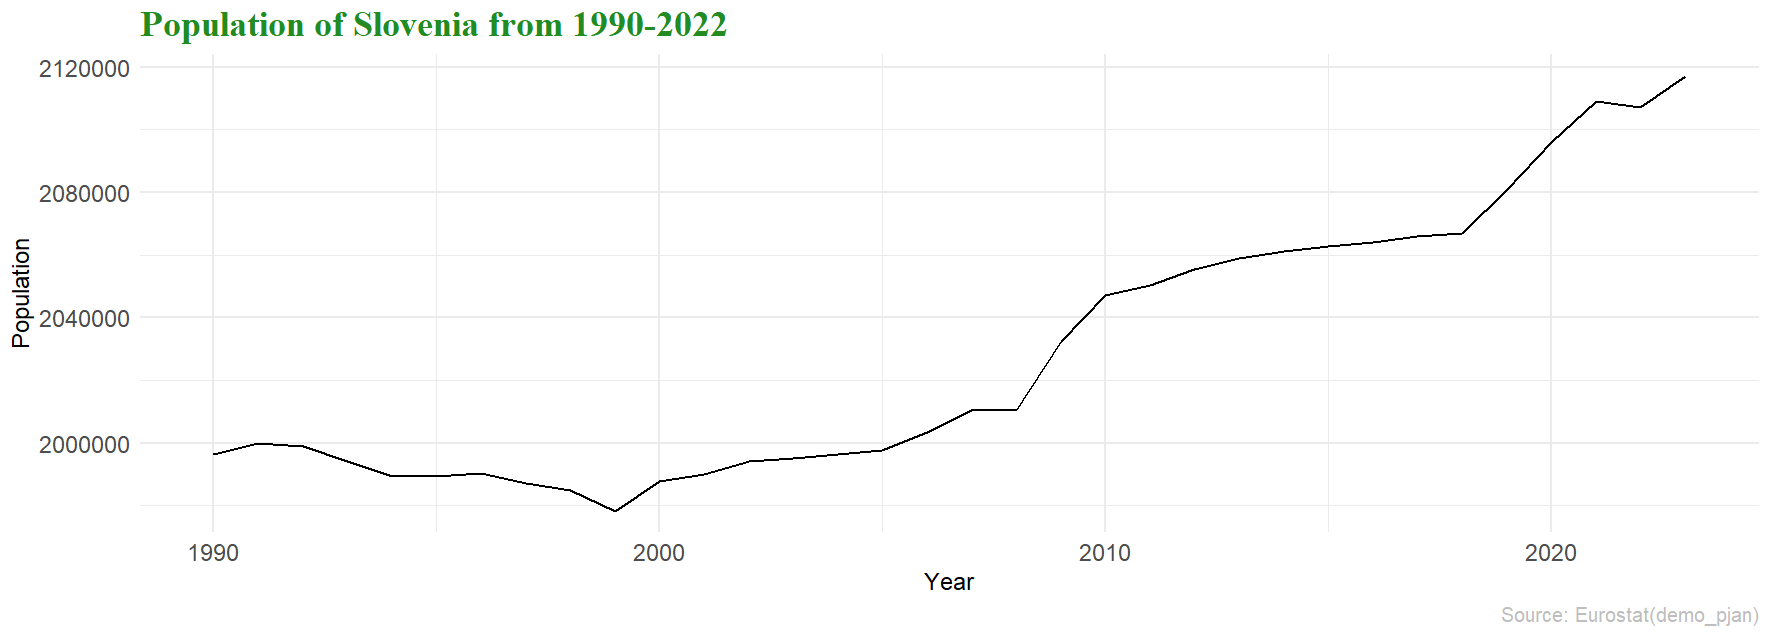 Population of Slovenia from 1990-2022
2120000
2080000
2040000
2000000
Population
1990 2000 2010 2020
Year
Source: Eurostat(demo_pjan)